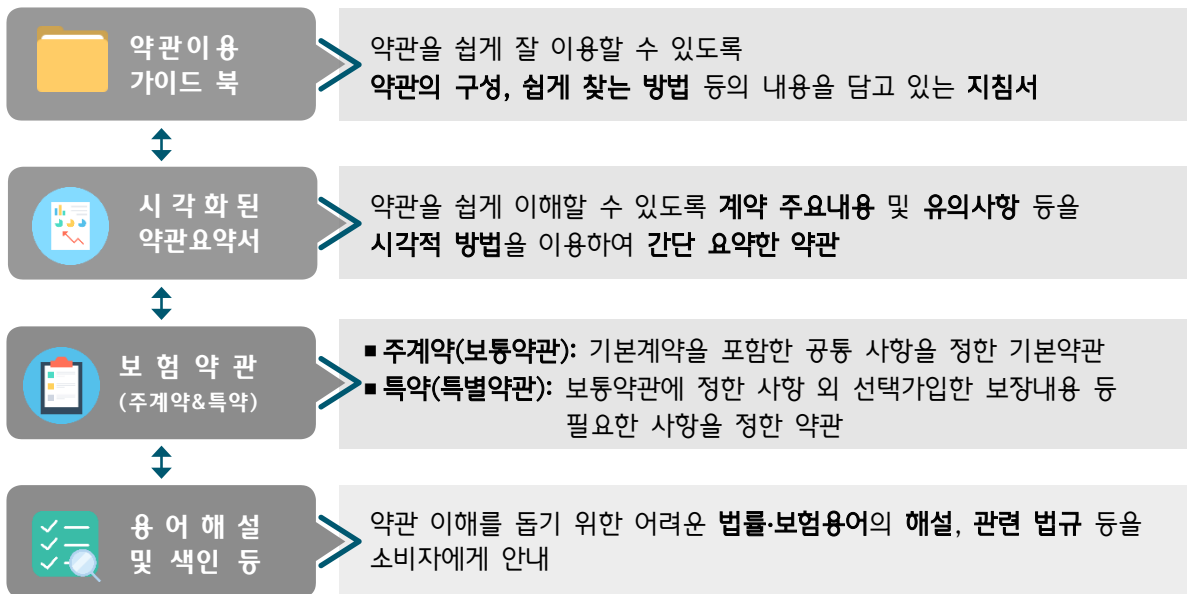 약관이용
가이드 북
약관을 쉽게 잘 이용할 수 있도록
약관의 구성, 쉽게 찾는 방법 등의 내용을 담고 있는 지침서
시각화된
약관요약서
약관을 쉽게 이해할 수 있도록 계약 주요내용 및 유의사항 등을
시각적 방법을 이용하여 간단 요약한 약관
보험약관
(주계약&특약)
▪주계약(보통약관): 기본계약을 포함한 공통 사항을 정한 기본약관
▪특약(특별약관): 보통약관에 정한 사항 외 선택가입한 보장내용 등
필요한 사항을 정한 약관
용어해설
및 색인 등
약관 이해를 돕기 위한 어려운 법률·보험용어의 해설, 관련 법규 등을
소비자에게 안내